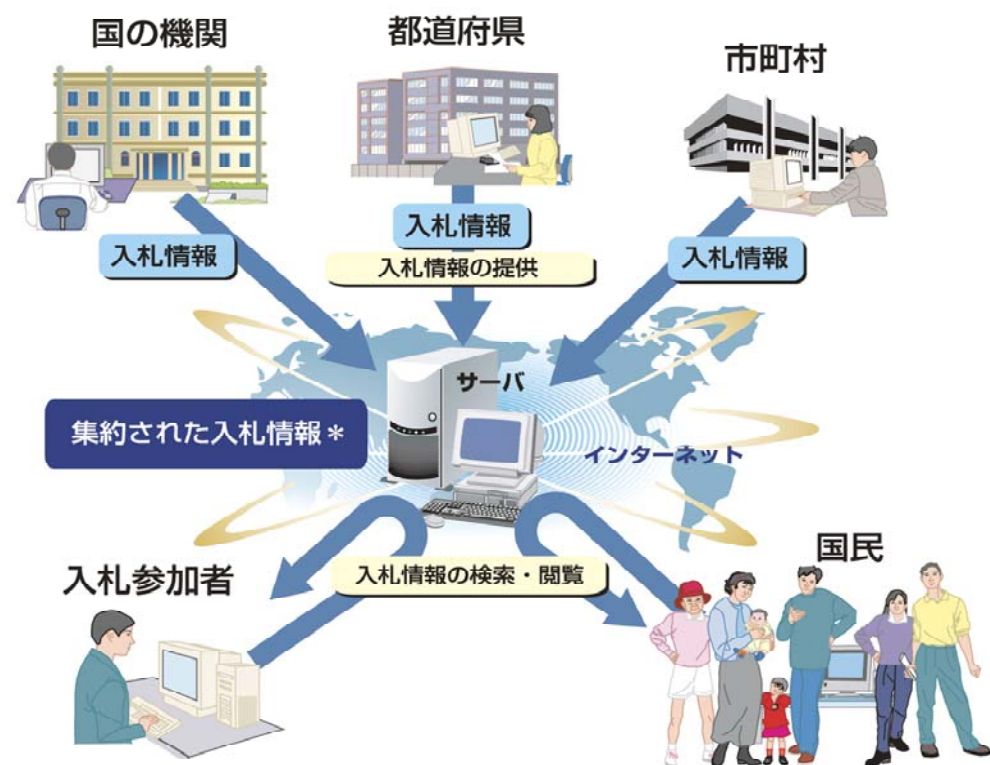 国の機関
都道府県
市町村
入札情報
入札情報
入札情報
入札情報の提供
サーバ
集約された入札情報＊
インターネット
入札参加者
入札情報の検索・閲覧
国民